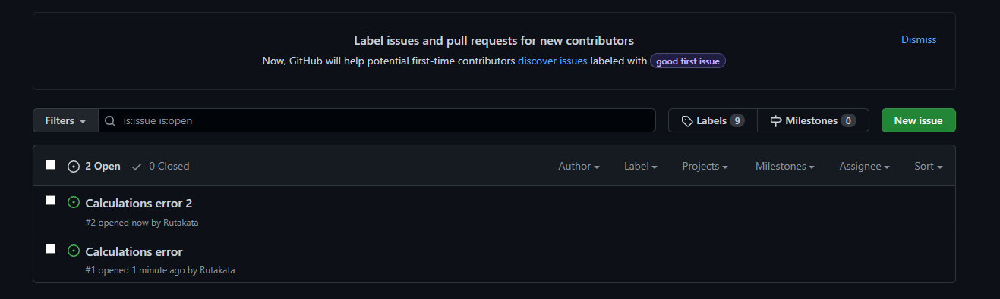 Label issues and pull requests for new contributors
Dismiss
Now, GitHub will help potential first-time contributors discover issues labeled with good first issue
Filters is:issue is:open Labels 9 Milestones 0 New issue
2 Open 0 Closed Author Label Projects Milestones Assignee Sort
Calculations error 2
#2 opened now by Rutakata
Calculations error
#1 opened 1 minute ago by Rutakata